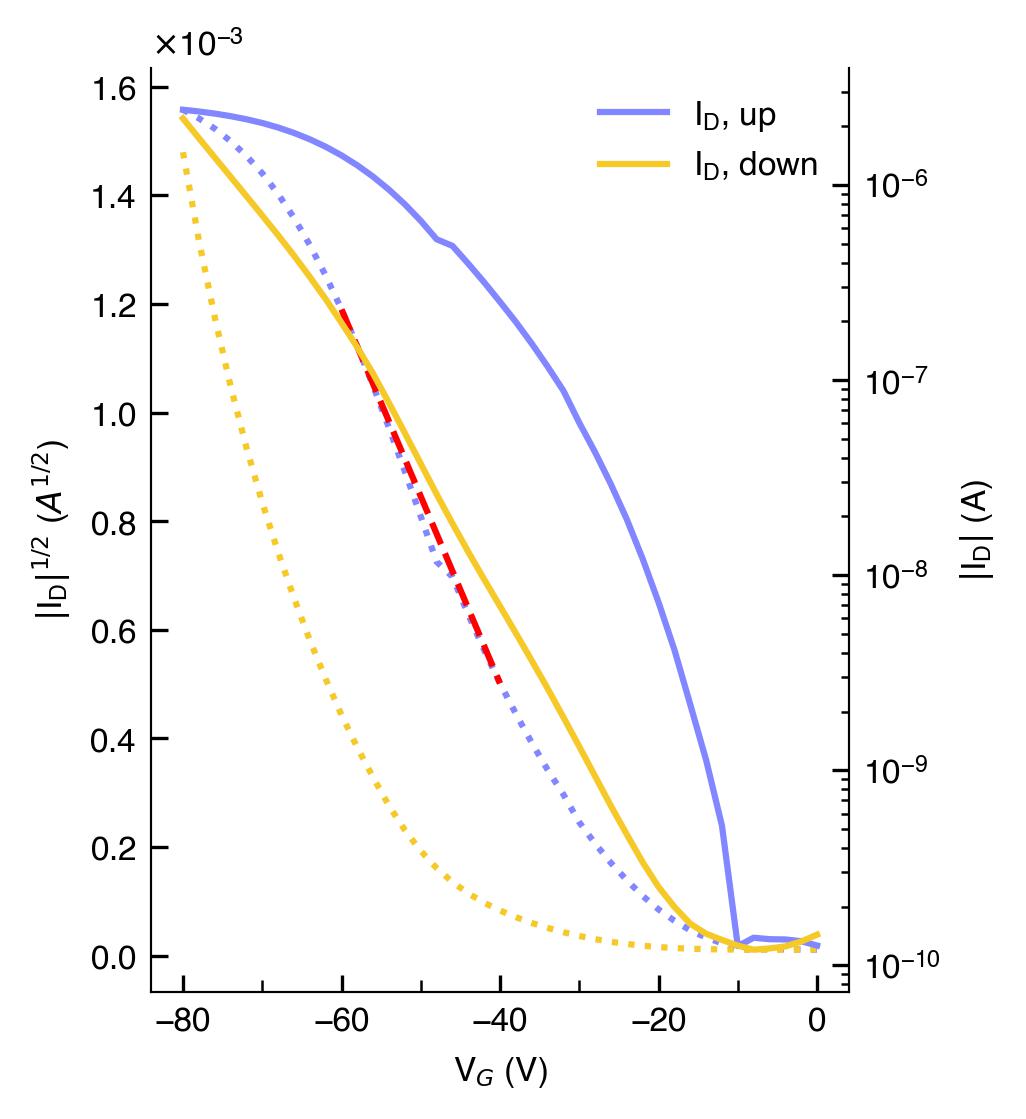 ×10⁻³
1.6
1.4
1.2
1.0
0.8
0.6
0.4
0.2
0.0
|I_D|^{1/2} (A^{1/2})
I_D, up
I_D, down
10⁻⁶
10⁻⁷
10⁻⁸
10⁻⁹
10⁻¹⁰
|I_D| (A)
−80 −60 −40 −20 0
V_G (V)